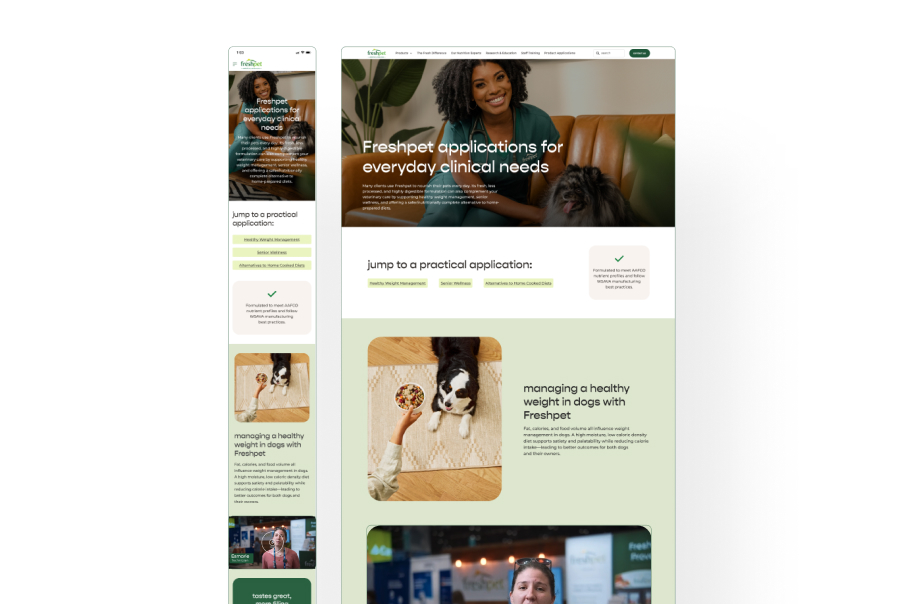 1:02
freshpet
Freshpet
applications for
everyday clinical
needs
Many clients use Freshpet to nourish
their pets every day. Its fresh, less
processed, and highly digestible
formulation can also complement your
veterinary care by supporting healthy
weight management, senior wellness,
and offering a safe, nutritionally
complete alternative to
home-prepared diets.
jump to a practical
application:
Healthy Weight Management
Senior Wellness
Alternatives to Home Cooked Diets
Formulated to meet AAFCO
nutrient profiles and follow
WSAVA manufacturing
best practices.
managing a healthy
weight in dogs with
Freshpet
Fat, calories, and food volume all
influence weight management in dogs.
A high-moisture, low caloric density diet
supports satiety and palatability while
reducing calorie intake—leading to
better outcomes for both dogs and
their owners.
tastes great,
freshpet
Products
The Fresh Difference
Our Nutrition Experts
Research & Education
Staff Training
Product Applications
Search
Freshpet applications for
everyday clinical needs
Many clients use Freshpet to nourish their pets every day. Its fresh, less
processed, and highly digestible formulation can also complement your
veterinary care by supporting healthy weight management, senior
wellness, and offering a safe, nutritionally complete alternative to home-
prepared diets.
jump to a practical application:
Healthy Weight Management
Senior Wellness
Alternatives to Home Cooked Diets
Formulated to meet AAFCO
nutrient profiles and follow
WSAVA manufacturing
best practices.
managing a healthy
weight in dogs with
Freshpet
Fat, calories, and food volume all influence weight
management in dogs. A high-moisture, low caloric density
diet supports satiety and palatability while reducing calorie
intake—leading to better outcomes for both dogs
and their owners.
freshpet
Fresh